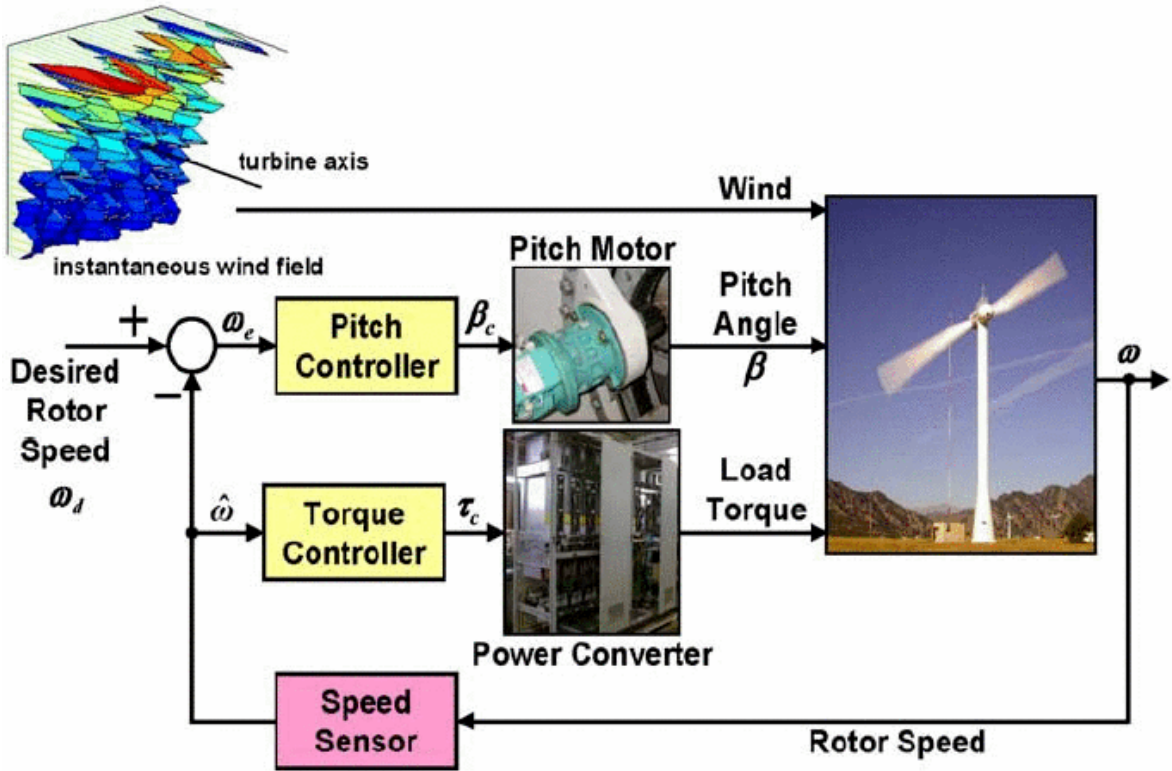 turbine axis
Wind
instantaneous wind field
Pitch Motor
+
ω_e
Pitch
Controller
β_c
Pitch
Angle
β
ω
Desired
Rotor
Speed
ω_d
−
ω̂
Torque
Controller
τ_c
Load
Torque
Power Converter
Speed
Sensor
Rotor Speed